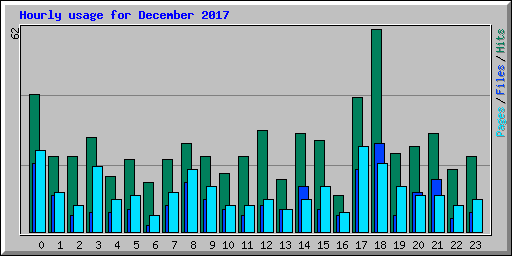 Hourly usage for December 2017
62
Pages / Files / Hits
0 1 2 3 4 5 6 7 8 9 10 11 12 13 14 15 16 17 18 19 20 21 22 23